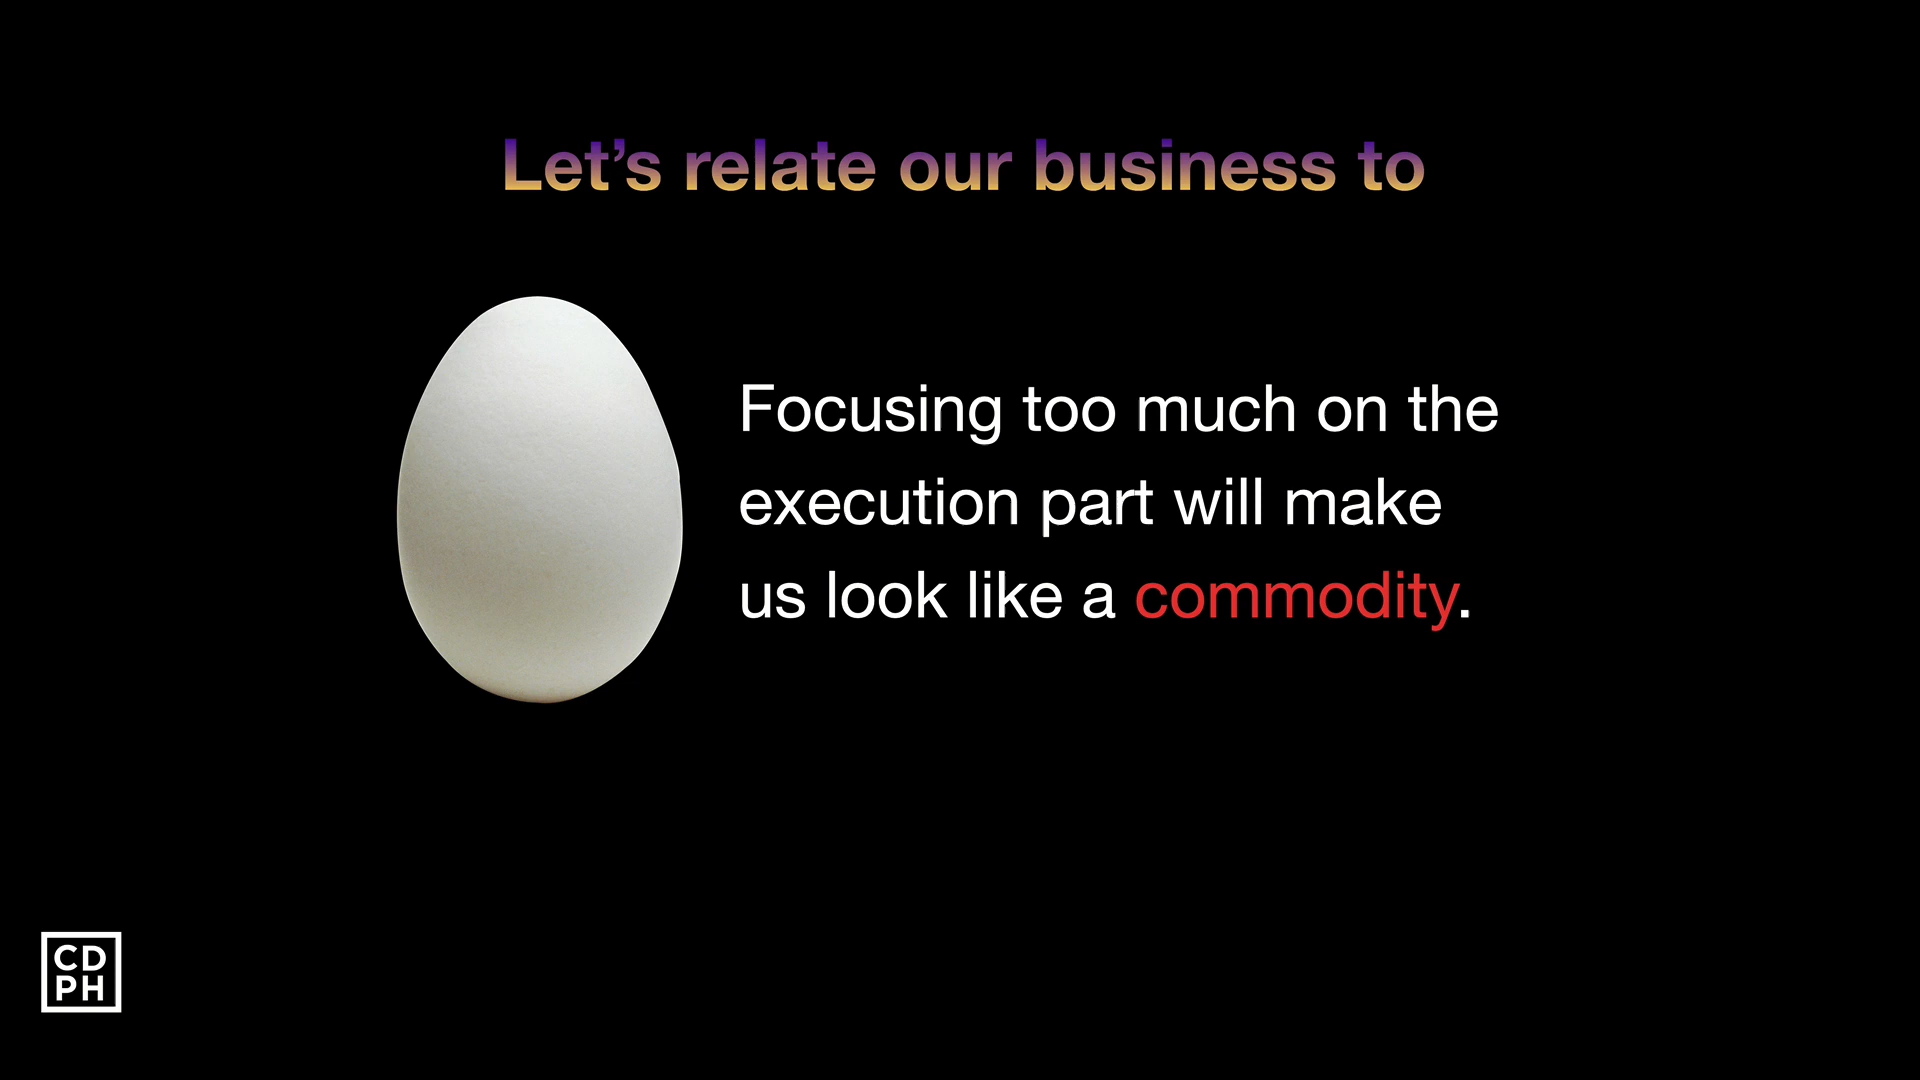 Let’s relate our business to
Focusing too much on the
execution part will make
us look like a commodity.
CD
PH